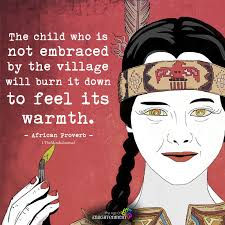 The child who is
not embraced
by the village
will burn it down
to feel its
warmth.
- African Proverb -
ENLIGHTENMENT